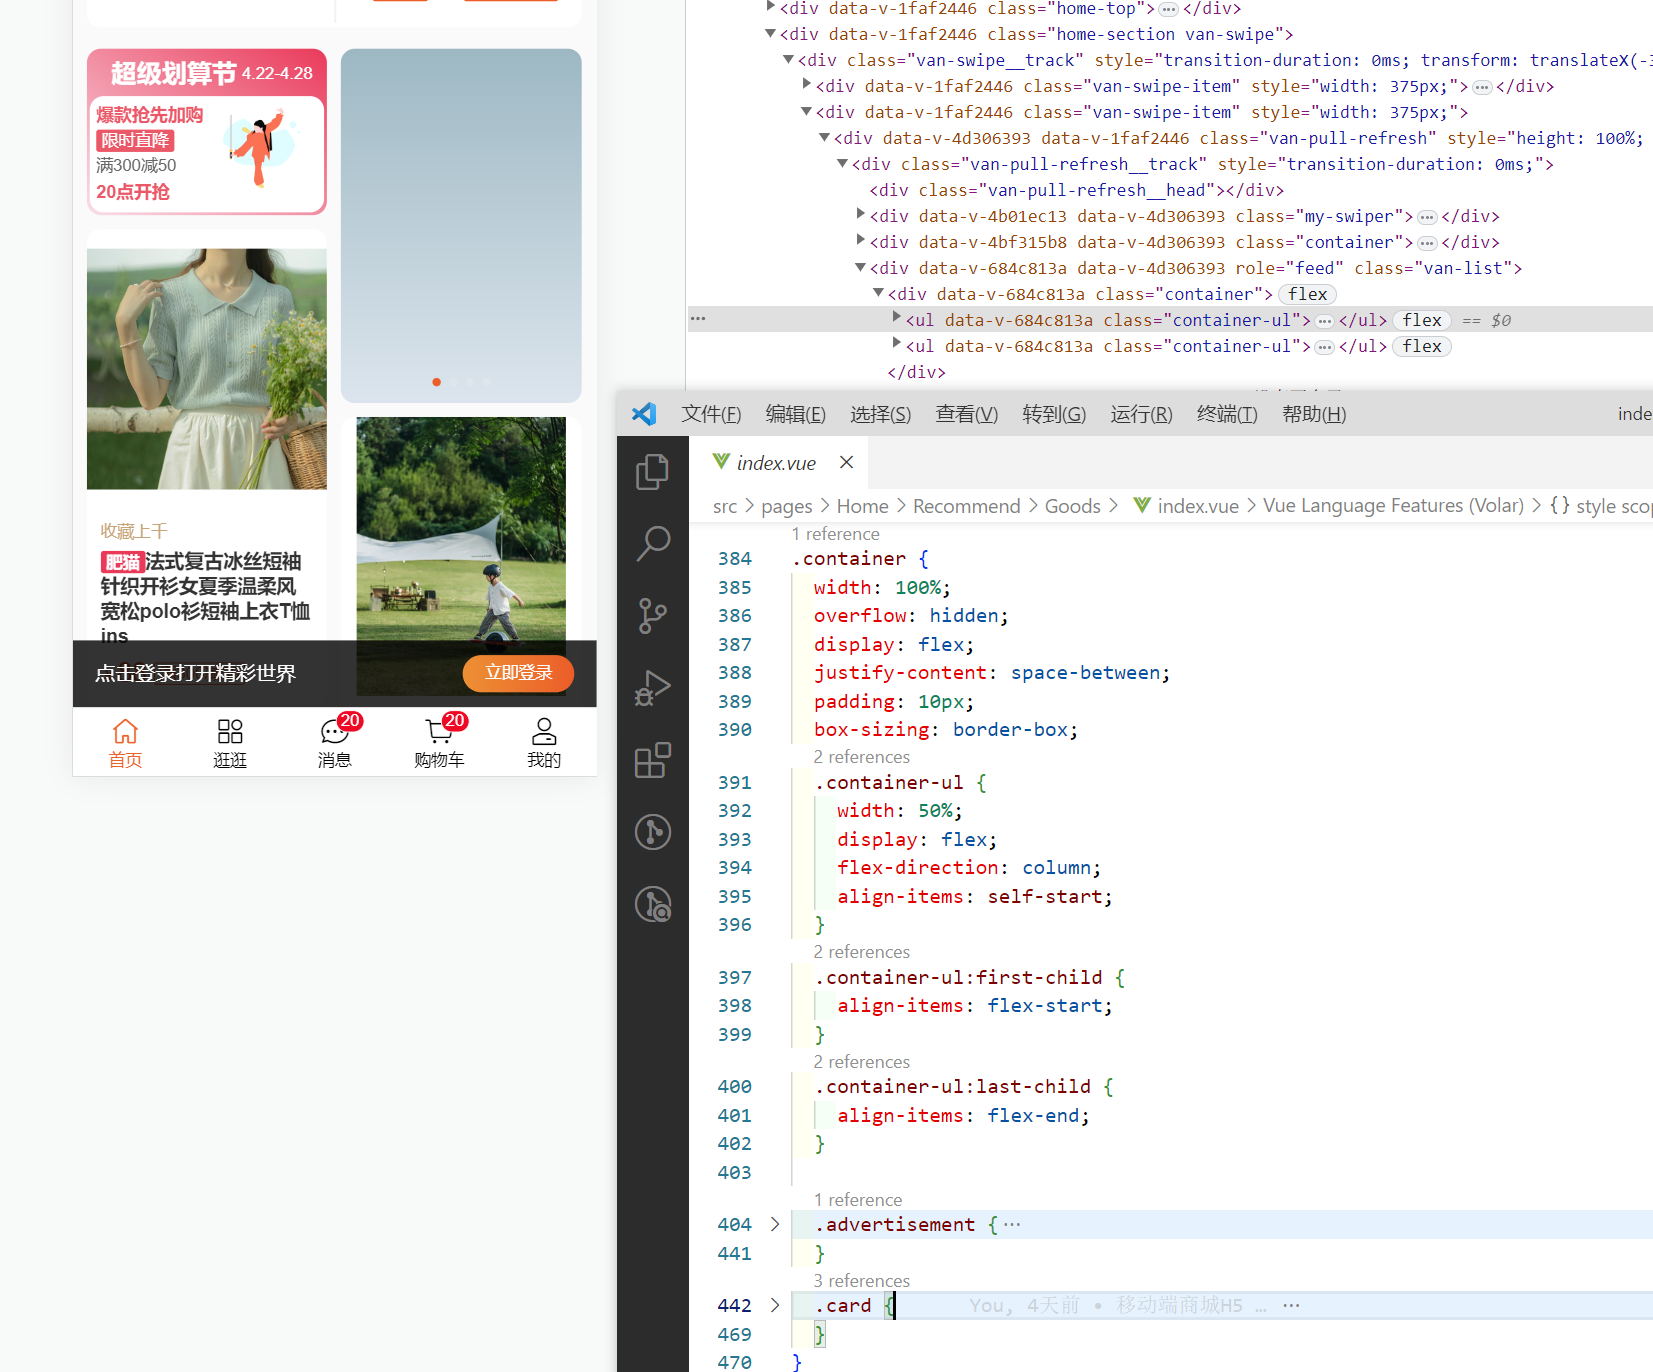 超级划算节 4.22-4.28
爆款抢先加购
限时直降
满300减50
20点开抢
收藏上千
肥猫法式复古冰丝短袖
针织开衫女夏季温柔风
宽松polo衫短袖上衣T恤
ins
点击登录打开精彩世界 立即登录
20 20
首页 逛逛 消息 购物车 我的
<div data-v-1faf2446 class="home-top">…</div>
<div data-v-1faf2446 class="home-section van-swipe">
<div class="van-swipe__track" style="transition-duration: 0ms; transform: translateX(-3
<div data-v-1faf2446 class="van-swipe-item" style="width: 375px;">…</div>
<div data-v-1faf2446 class="van-swipe-item" style="width: 375px;">
<div data-v-4d306393 data-v-1faf2446 class="van-pull-refresh" style="height: 100%;
<div class="van-pull-refresh__track" style="transition-duration: 0ms;">
<div class="van-pull-refresh__head"></div>
<div data-v-4b01ec13 data-v-4d306393 class="my-swiper">…</div>
<div data-v-4bf315b8 data-v-4d306393 class="container">…</div>
<div data-v-684c813a data-v-4d306393 role="feed" class="van-list">
<div data-v-684c813a class="container"> flex
… <ul data-v-684c813a class="container-ul">…</ul> flex == $0
<ul data-v-684c813a class="container-ul">…</ul> flex
</div>
文件(F) 编辑(E) 选择(S) 查看(V) 转到(G) 运行(R) 终端(T) 帮助(H) inde
index.vue
src > pages > Home > Recommend > Goods > index.vue > Vue Language Features (Volar) > {} style scop
1 reference
384 .container {
385 width: 100%;
386 overflow: hidden;
387 display: flex;
388 justify-content: space-between;
389 padding: 10px;
390 box-sizing: border-box;
2 references
391 .container-ul {
392 width: 50%;
393 display: flex;
394 flex-direction: column;
395 align-items: self-start;
396 }
2 references
397 .container-ul:first-child {
398 align-items: flex-start;
399 }
2 references
400 .container-ul:last-child {
401 align-items: flex-end;
402 }
403
1 reference
404 .advertisement {…
441 }
3 references
442 .card { You, 4天前 • 移动端商城H5 … …
469 }
470 }